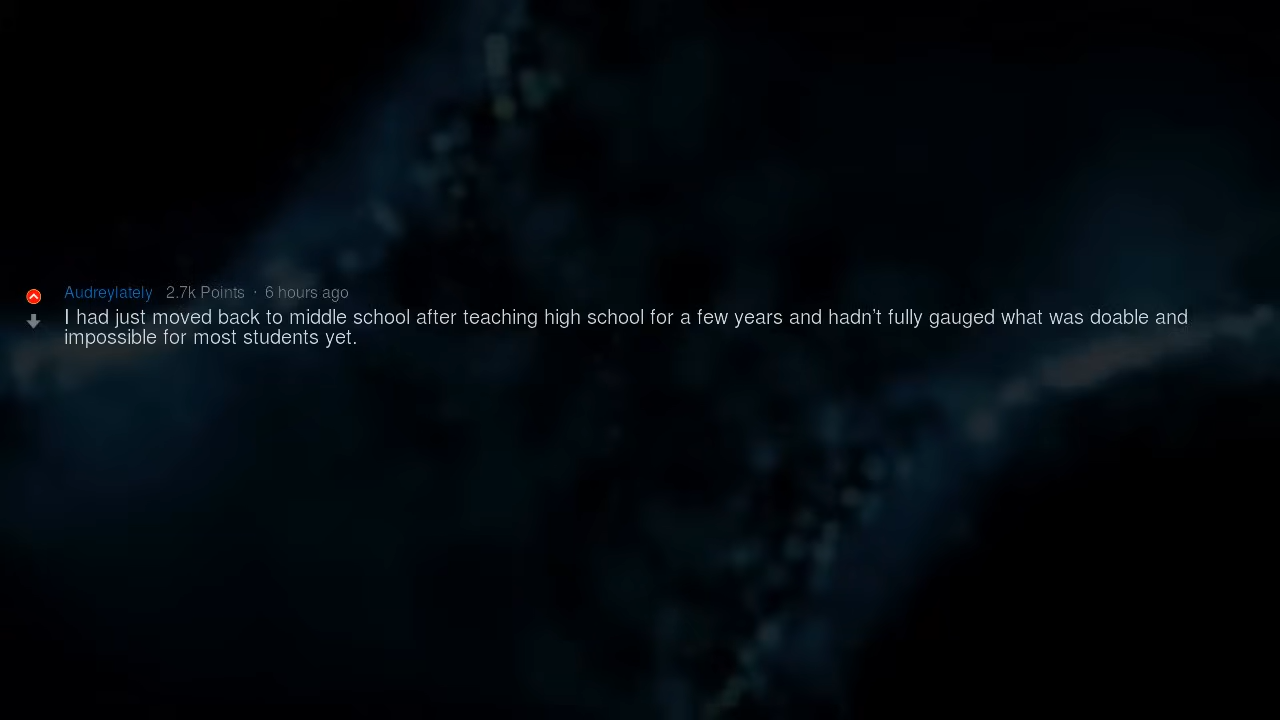 Audreylately 2.7k Points · 6 hours ago
I had just moved back to middle school after teaching high school for a few years and hadn't fully gauged what was doable and
impossible for most students yet.